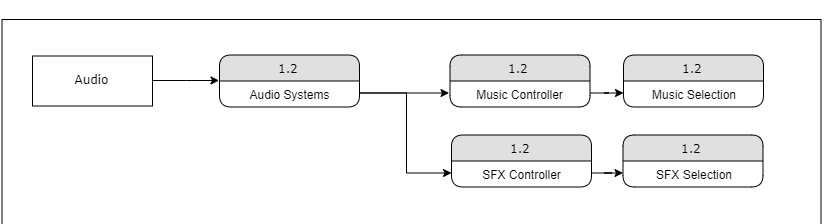 Audio
1.2
Audio Systems
1.2
Music Controller
1.2
Music Selection
1.2
SFX Controller
1.2
SFX Selection